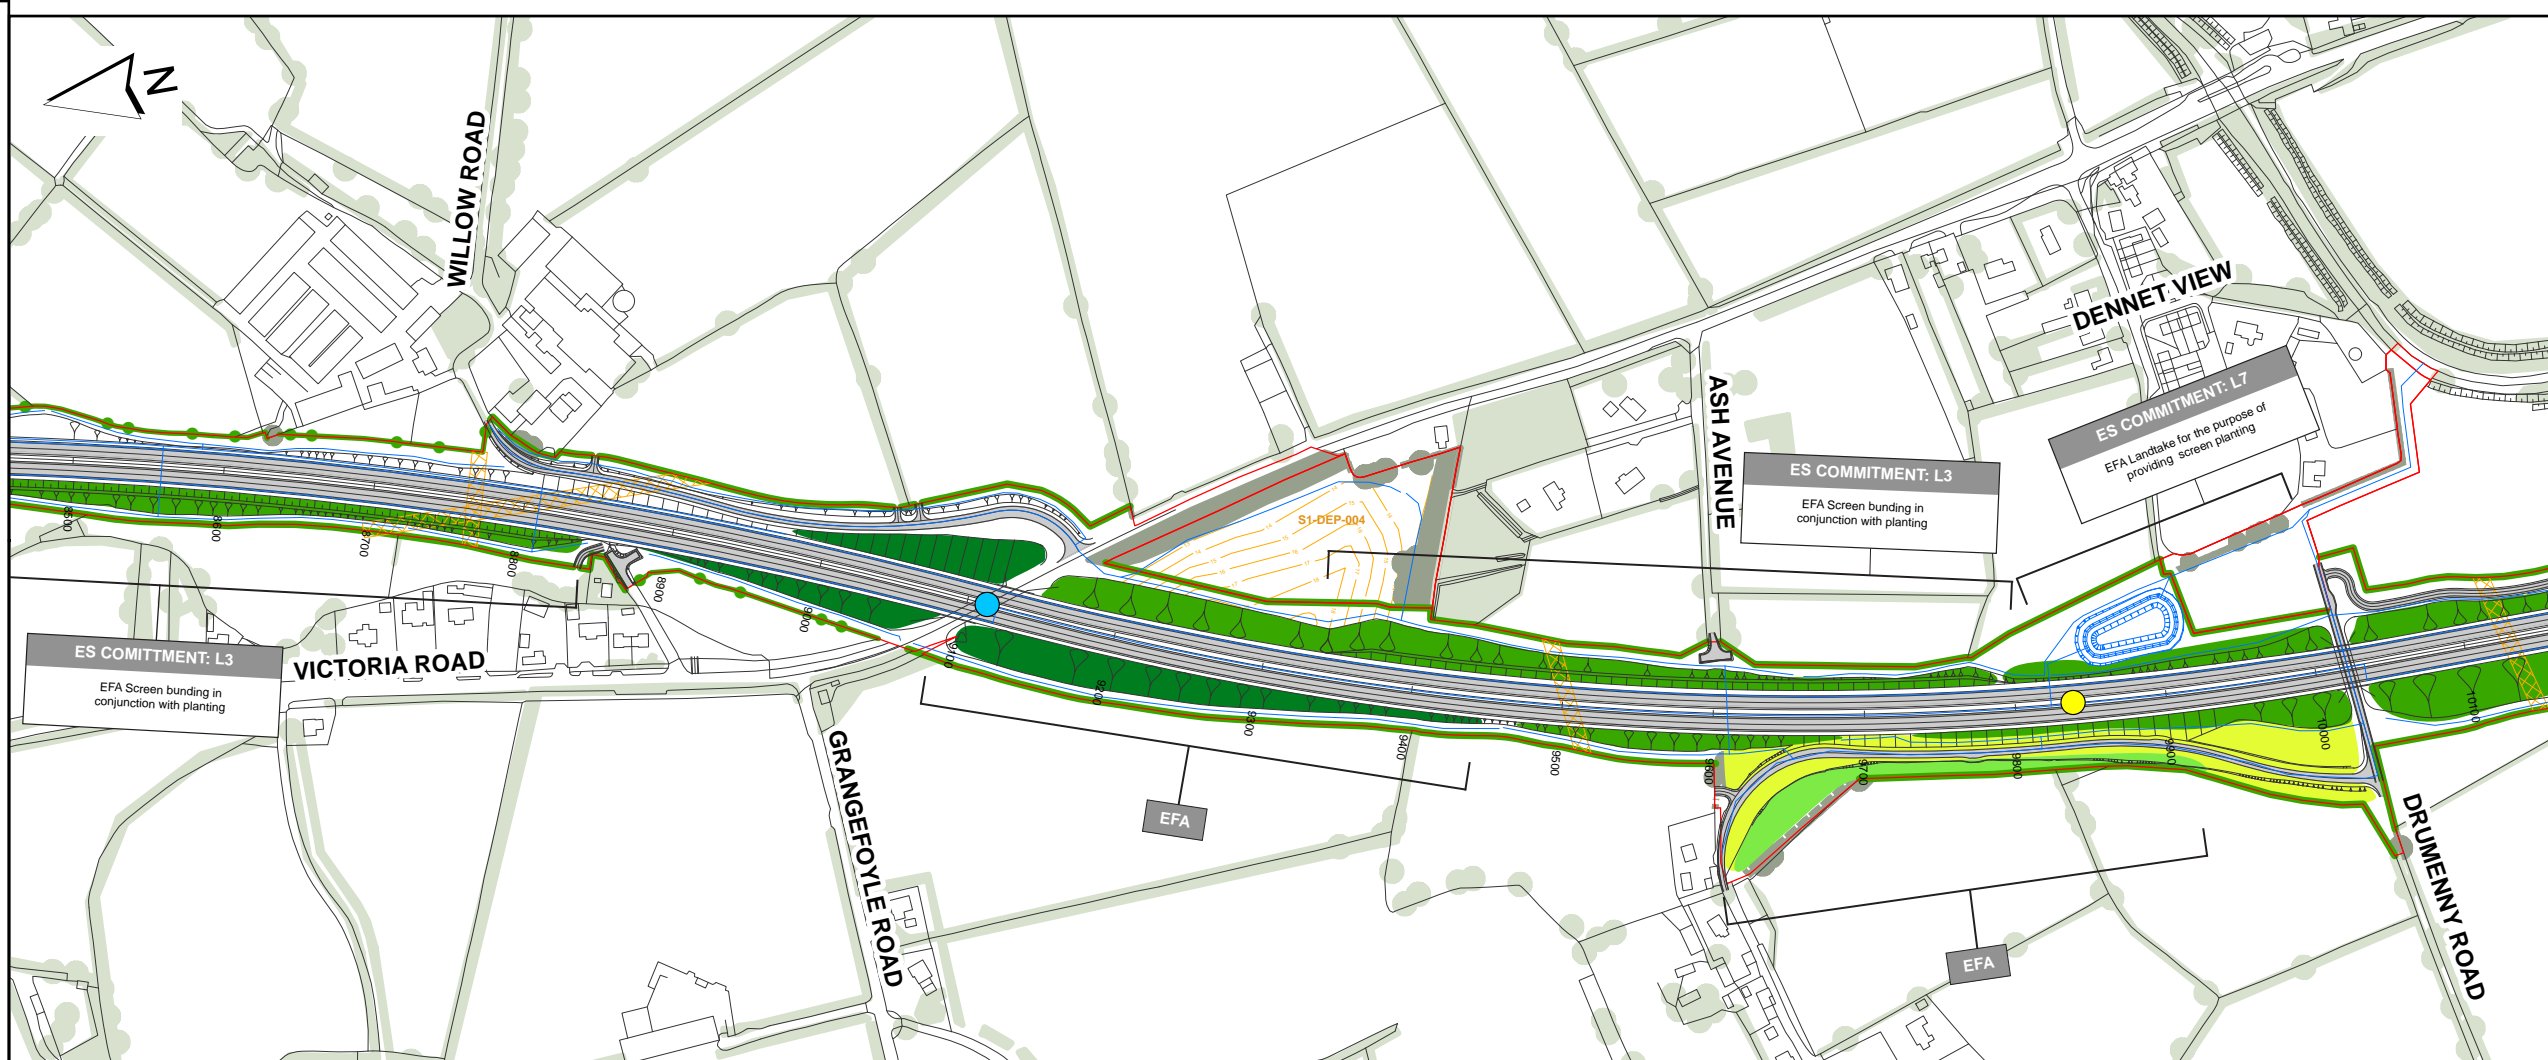 N
WILLOW ROAD
DENNET VIEW
ES COMMITMENT: L7
EFA Landtake for the purpose of
providing screen planting
ASH AVENUE
ES COMMITMENT: L3
EFA Screen bunding in
conjunction with planting
S1-DEP-004
8500
8600
8700
8800
8900
9000
9100
9200
9300
9400
9500
9600
9700
9800
9900
10000
10100
ES COMITTMENT: L3
EFA Screen bunding in
conjunction with planting
VICTORIA ROAD
GRANGEFOYLE ROAD
EFA
EFA
DRUMENNY ROAD